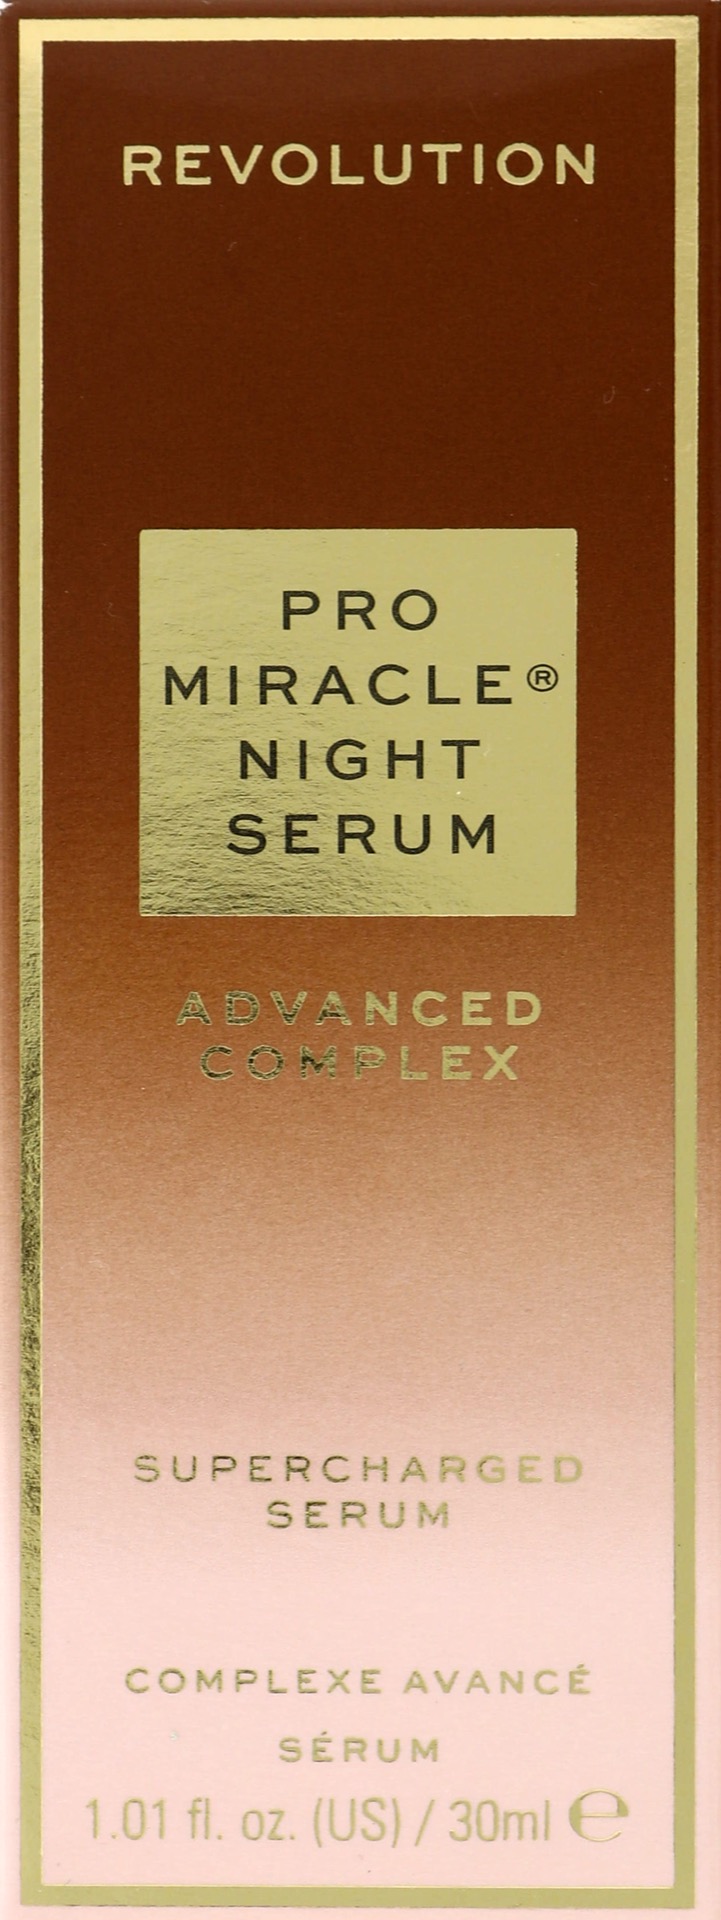 REVOLUTION
PRO
MIRACLE®
NIGHT
SERUM
ADVANCED
COMPLEX
SUPERCHARGED
SERUM
COMPLEXE AVANCÉ
SÉRUM
1.01 fl. oz. (US) / 30ml ℮